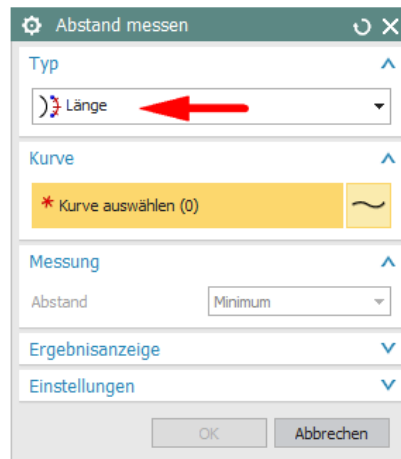 Abstand messen
Typ
Länge
Kurve
* Kurve auswählen (0)
Messung
Abstand Minimum
Ergebnisanzeige
Einstellungen
OK Abbrechen